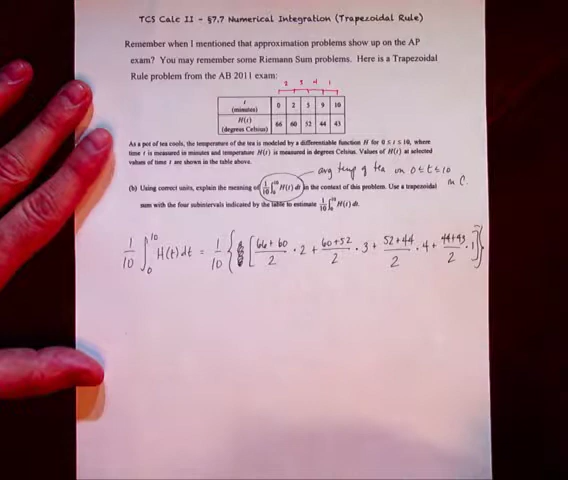 TCS Calc II - §7.7 Numerical Integration (Trapezoidal Rule)
Remember when I mentioned that approximation problems show up on the AP
exam? You may remember some Riemann Sum problems. Here is a Trapezoidal
Rule problem from the AB 2011 exam:
2 3 4 1
t (minutes) 0 2 5 9 10
H(t) (degrees Celsius) 66 60 52 44 43
As a pot of tea cools, the temperature of the tea is modeled by a differentiable function H for 0 ≤ t ≤ 10, where
time t is measured in minutes and temperature H(t) is measured in degrees Celsius. Values of H(t) at selected
values of time t are shown in the table above.
avg temp of tea on 0 ≤ t ≤ 10
in C.
(b) Using correct units, explain the meaning of 1/10 ∫₀¹⁰ H(t) dt in the context of this problem. Use a trapezoidal
sum with the four subintervals indicated by the table to estimate 1/10 ∫₀¹⁰ H(t) dt.
1/10 ∫₀¹⁰ H(t) dt = 1/10 { [ (66+60)/2 · 2 + (60+52)/2 · 3 + (52+44)/2 · 4 + (44+43)/2 · 1 ] }